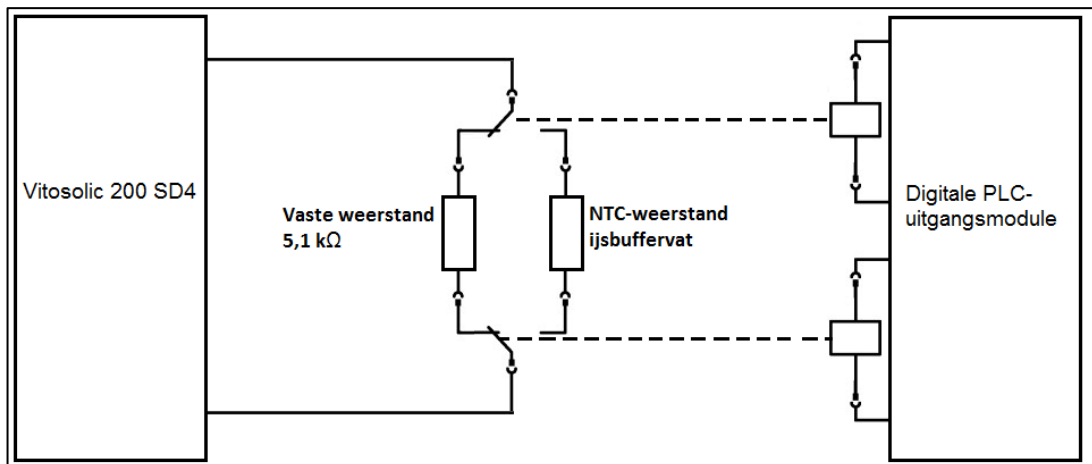 Vitosolic 200 SD4
Vaste weerstand
5,1 kΩ
NTC-weerstand
ijsbuffervat
Digitale PLC-
uitgangsmodule